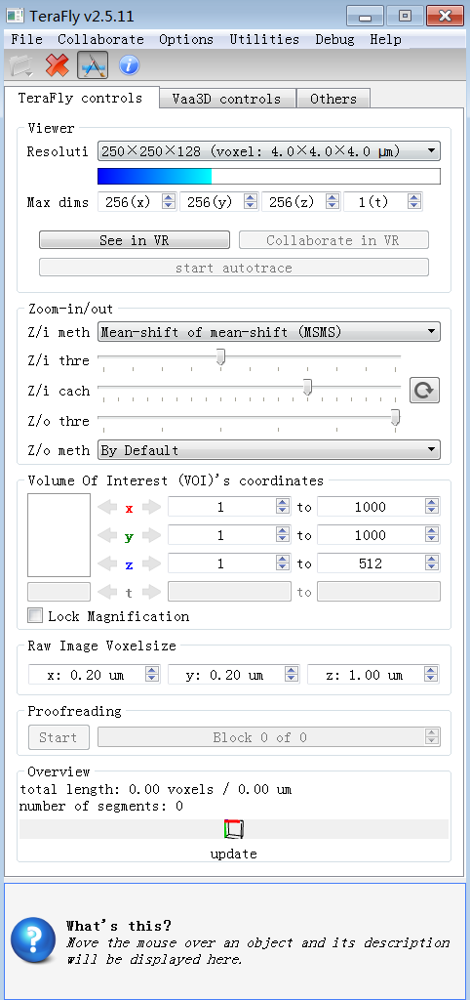 TeraFly v2.5.11
File Collaborate Options Utilities Debug Help
TeraFly controls Vaa3D controls Others
Viewer
Resoluti 250×250×128 (voxel: 4.0×4.0×4.0 μm)
Max dims 256(x) 256(y) 256(z) 1(t)
See in VR Collaborate in VR
start autotrace
Zoom-in/out
Z/i meth Mean-shift of mean-shift (MSMS)
Z/i thre
Z/i cach
Z/o thre
Z/o meth By Default
Volume Of Interest (VOI)'s coordinates
x 1 to 1000
y 1 to 1000
z 1 to 512
t to
Lock Magnification
Raw Image Voxelsize
x: 0.20 um y: 0.20 um z: 1.00 um
Proofreading
Start Block 0 of 0
Overview
total length: 0.00 voxels / 0.00 um
number of segments: 0
update
What's this?
Move the mouse over an object and its description
will be displayed here.